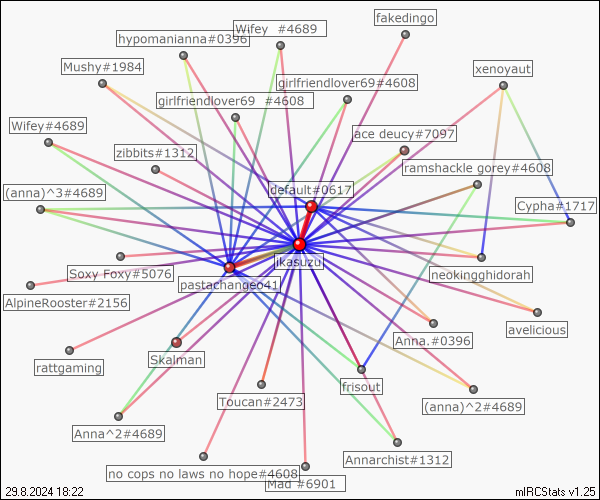 fakedingo
Wifey #4689
hypomanianna#0396
Mushy#1984
xenoyaut
girlfriendlover69#4608
girlfriendlover69 #4608
Wifey#4689
ace deucy#7097
zibbits#1312
ramshackle gorey#4608
(anna)^3#4689
default#0617
Cypha#1717
jkasuzu
Soxy Foxy#5076
neokingghidorah
pastachangeo41
AlpineRooster#2156
avelicious
Anna.#0396
rattgaming
Skalman
frisout
Toucan#2473
(anna)^2#4689
Anna^2#4689
Annarchist#1312
no cops no laws no hope#4608
Mad #6901
29.8.2024 18:22
mIRCStats v1.25